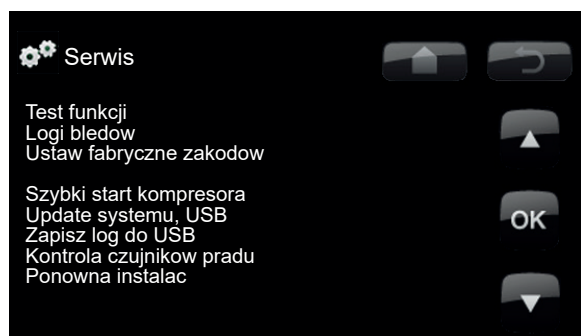 Serwis
Test funkcji
Logi bledow
Ustaw fabryczne zakodow
Szybki start kompresora
Update systemu, USB
Zapisz log do USB
Kontrola czujnikow pradu
Ponowna instalac
OK